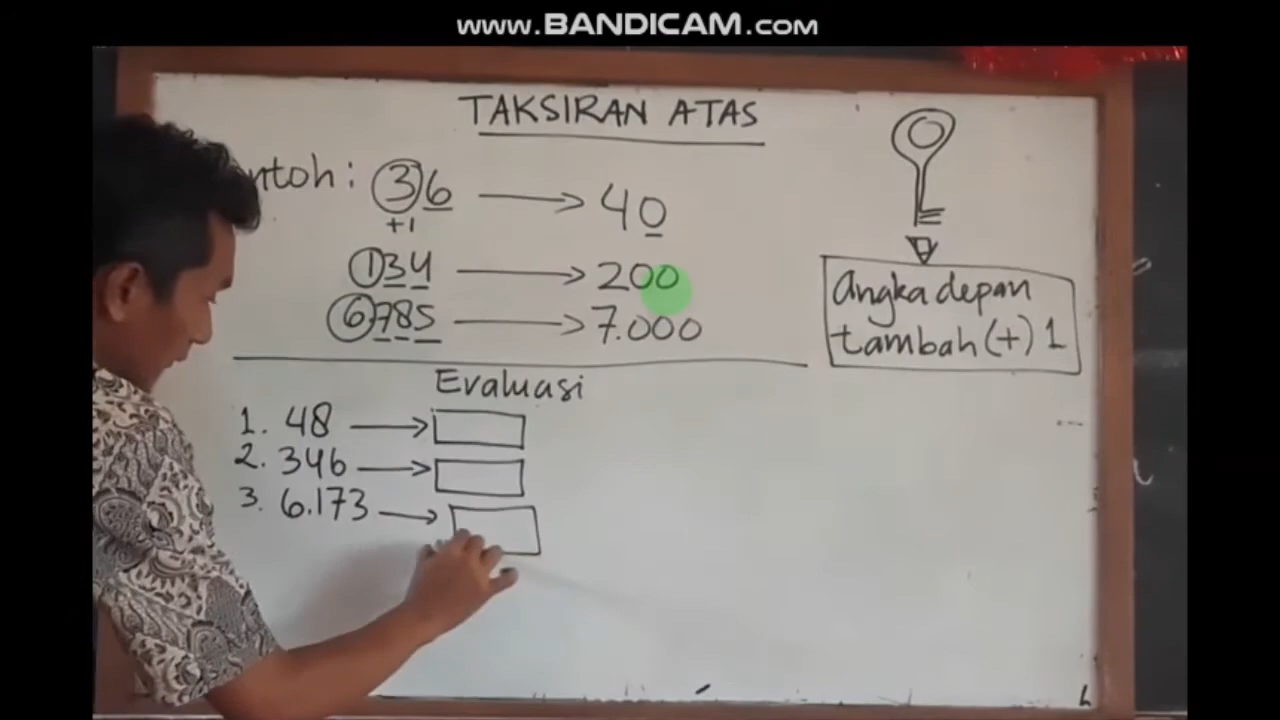 www.BANDICAM.com
TAKSIRAN ATAS
ntoh : 36 → 40
+1
134 → 200
6785 → 7.000
Angka depan
tambah (+) 1
Evaluasi
1. 48 →
2. 346 →
3. 6.173 →